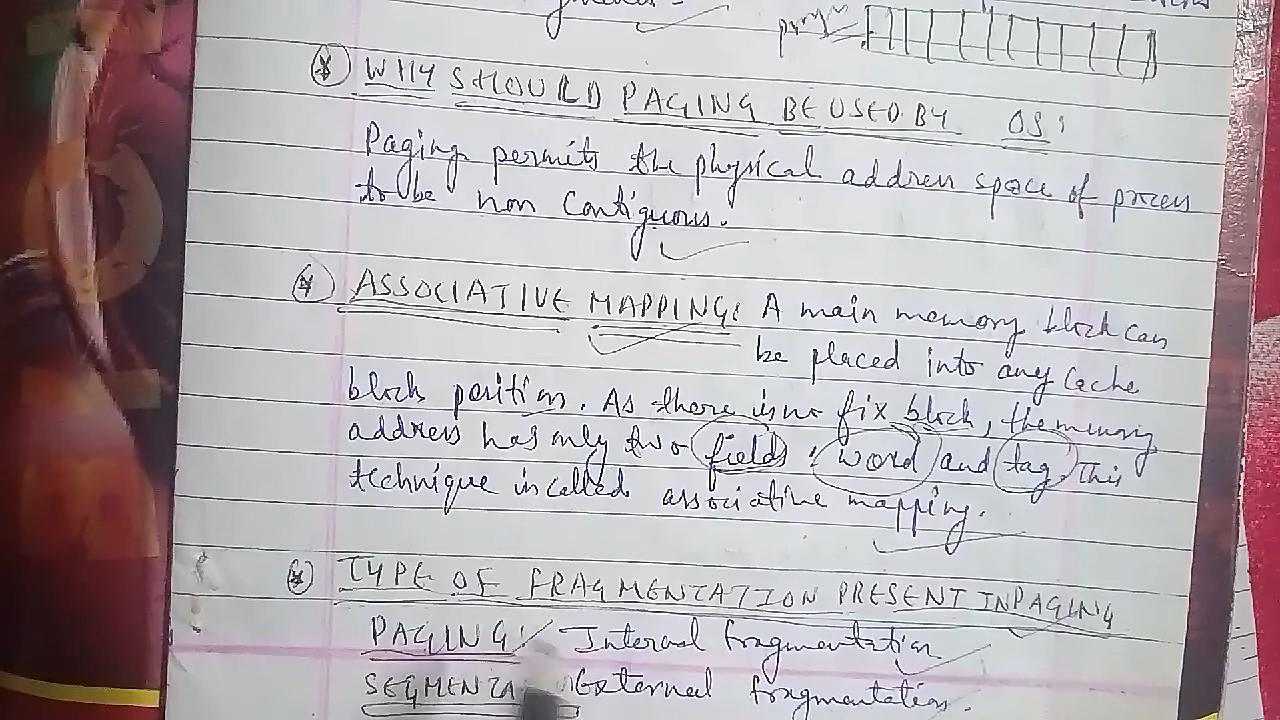 WHY SHOULD PAGING BE USED BY OS:
Paging permits the physical address space of process
to be non contiguous.
ASSOCIATIVE MAPPING: A main memory block can
be placed into any cache
block position. As there is no fix block, the memory
address has only two fields: word and tag. This
technique is called associative mapping.
TYPE OF FRAGMENTATION PRESENT IN PAGING
PAGING: Internal fragmentation
External fragmentation.